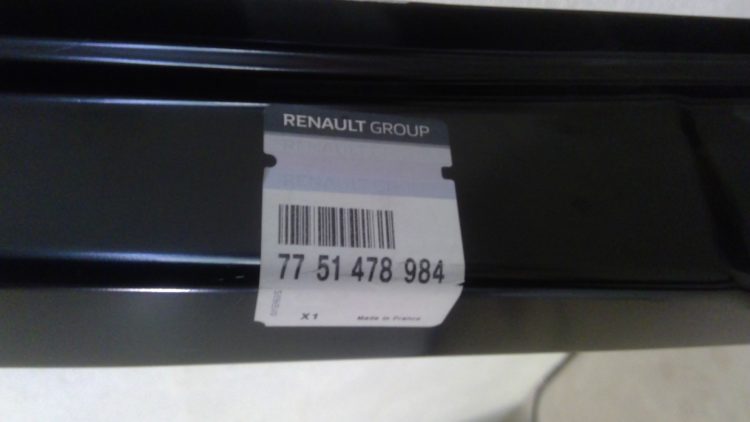 RENAULT GROUP
77 51 478 984
X1 Made in France